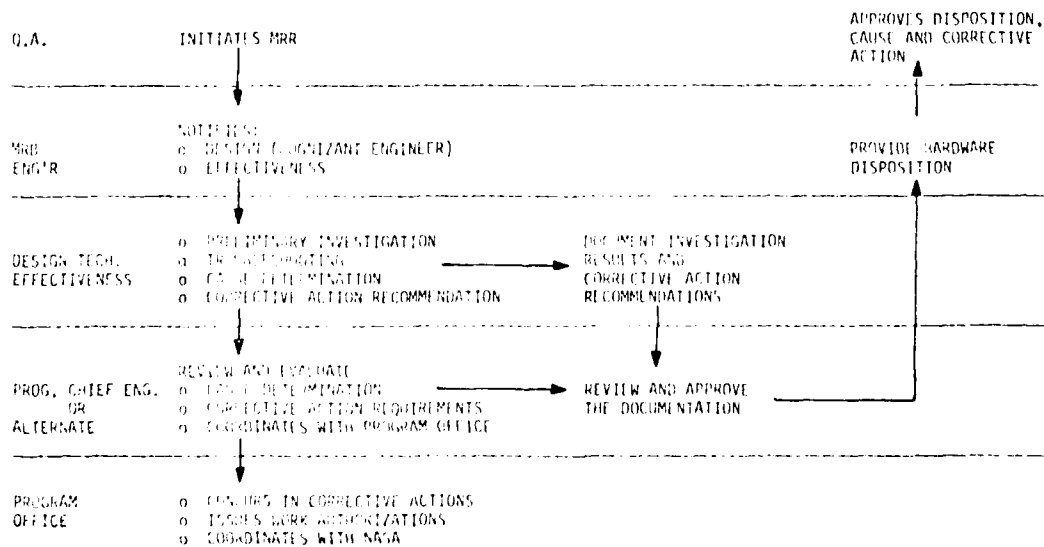 Q.A.
INITIATES MRR
APPROVES DISPOSITION,
CAUSE AND CORRECTIVE
ACTION
MRB
ENG'R
NOTIFIES:
o DESIGN (COGNIZANT ENGINEER)
o EFFECTIVENESS
PROVIDE HARDWARE
DISPOSITION
DESIGN TECH.
EFFECTIVENESS
o PRELIMINARY INVESTIGATION
o TROUBLESHOOTING
o CAUSE DETERMINATION
o CORRECTIVE ACTION RECOMMENDATION
DOCUMENT INVESTIGATION
RESULTS AND
CORRECTIVE ACTION
RECOMMENDATIONS
PROG. CHIEF ENG.
OR
ALTERNATE
REVIEW AND EVALUATE
o CAUSE DETERMINATION
o CORRECTIVE ACTION REQUIREMENTS
o COORDINATES WITH PROGRAM OFFICE
REVIEW AND APPROVE
THE DOCUMENTATION
PROGRAM
OFFICE
o CONCURS IN CORRECTIVE ACTIONS
o ISSUES WORK AUTHORIZATIONS
o COORDINATES WITH NASA